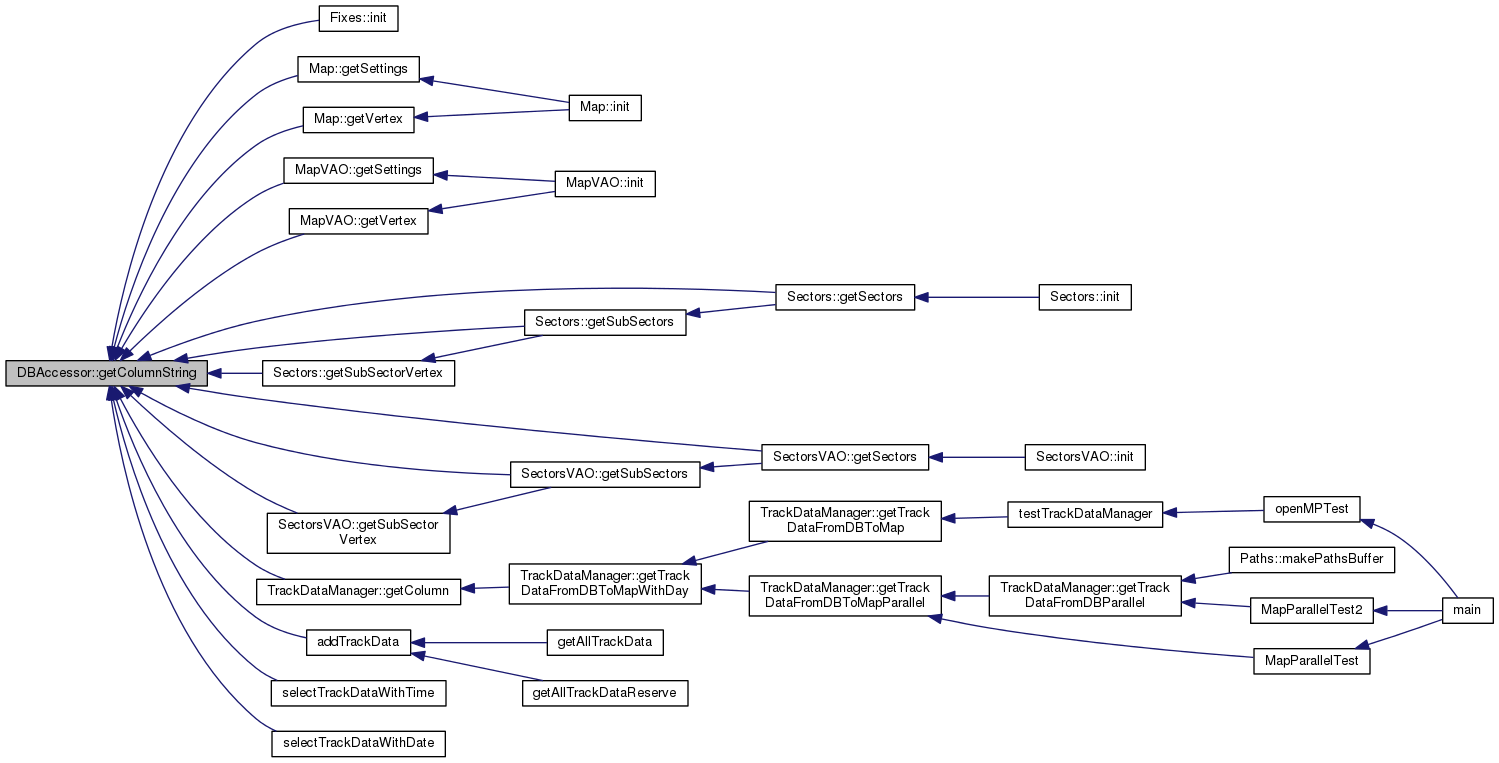 Fixes::init
Map::getSettings
Map::init
Map::getVertex
MapVAO::getSettings
MapVAO::init
MapVAO::getVertex
Sectors::getSectors
Sectors::init
Sectors::getSubSectors
DBAccessor::getColumnString
Sectors::getSubSectorVertex
SectorsVAO::getSectors
SectorsVAO::init
SectorsVAO::getSubSectors
SectorsVAO::getSubSector
Vertex
TrackDataManager::getTrack
DataFromDBToMap
testTrackDataManager
openMPTest
Paths::makePathsBuffer
TrackDataManager::getColumn
TrackDataManager::getTrack
DataFromDBToMapWithDay
TrackDataManager::getTrack
DataFromDBToMapParallel
TrackDataManager::getTrack
DataFromDBParallel
MapParallelTest2
main
addTrackData
getAllTrackData
MapParallelTest
selectTrackDataWithTime
getAllTrackDataReserve
selectTrackDataWithDate